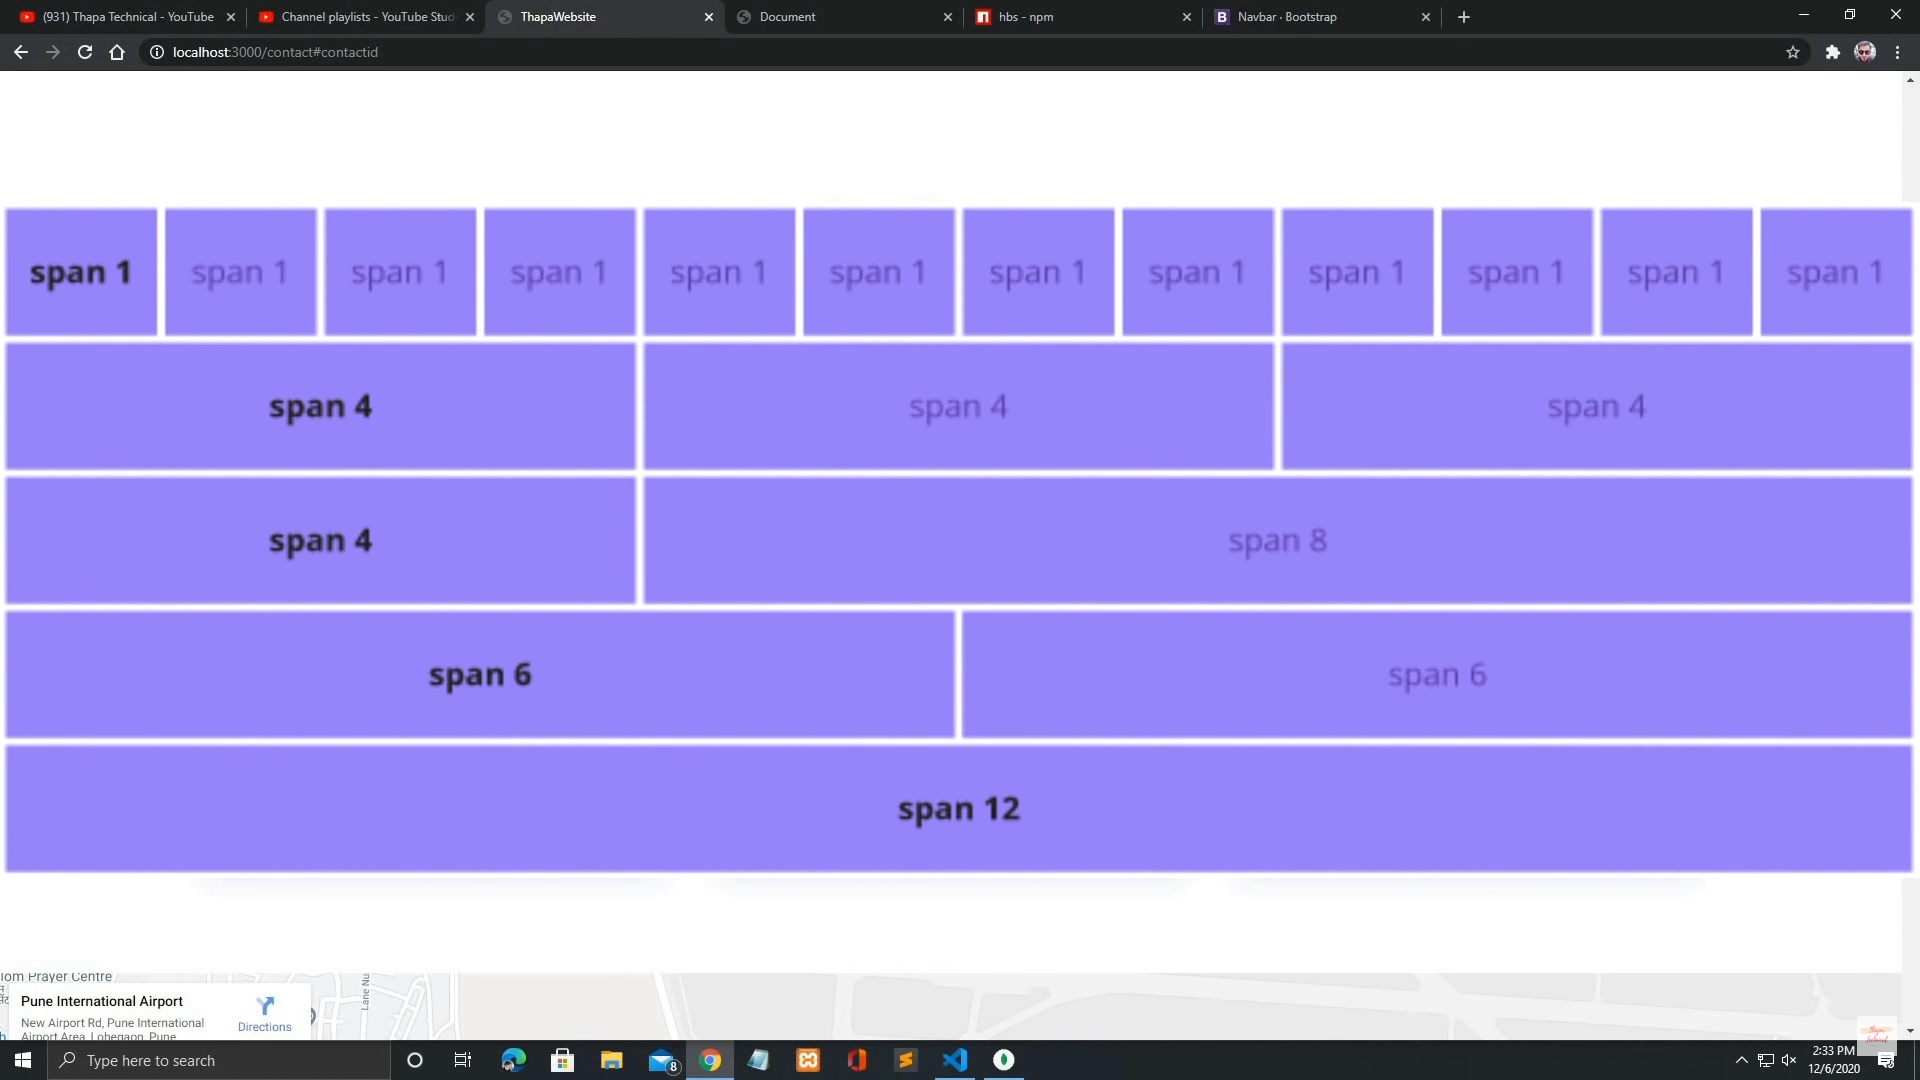 (931) Thapa Technical - YouTube
Channel playlists - YouTube Stud
ThapaWebsite
Document
hbs - npm
Navbar · Bootstrap
localhost:3000/contact#contactid
span 1 span 1 span 1 span 1 span 1 span 1 span 1 span 1 span 1 span 1 span 1 span 1
span 4 span 4 span 4
span 4 span 8
span 6 span 6
span 12
Prayer Centre
Lane Nu
Pune International Airport
New Airport Rd, Pune International
Airport Area, Lohegaon, Pune
Directions
Type here to search
8
2:33 PM
12/6/2020